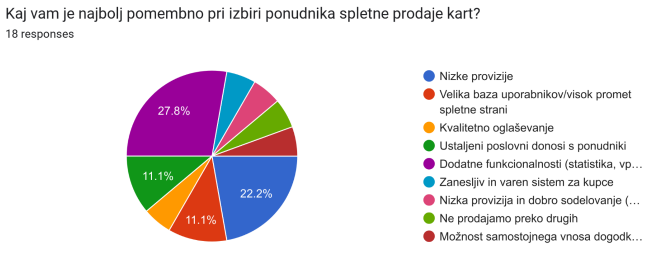 Kaj vam je najbolj pomembno pri izbiri ponudnika spletne prodaje kart?
18 responses
27.8%
11.1%
11.1%
22.2%
Nizke provizije
Velika baza uporabnikov/visok promet
spletne strani
Kvalitetno oglaševanje
Ustaljeni poslovni donosi s ponudniki
Dodatne funkcionalnosti (statistika, vp…
Zanesljiv in varen sistem za kupce
Nizka provizija in dobro sodelovanje (…
Ne prodajamo preko drugih
Možnost samostojnega vnosa dogodk…